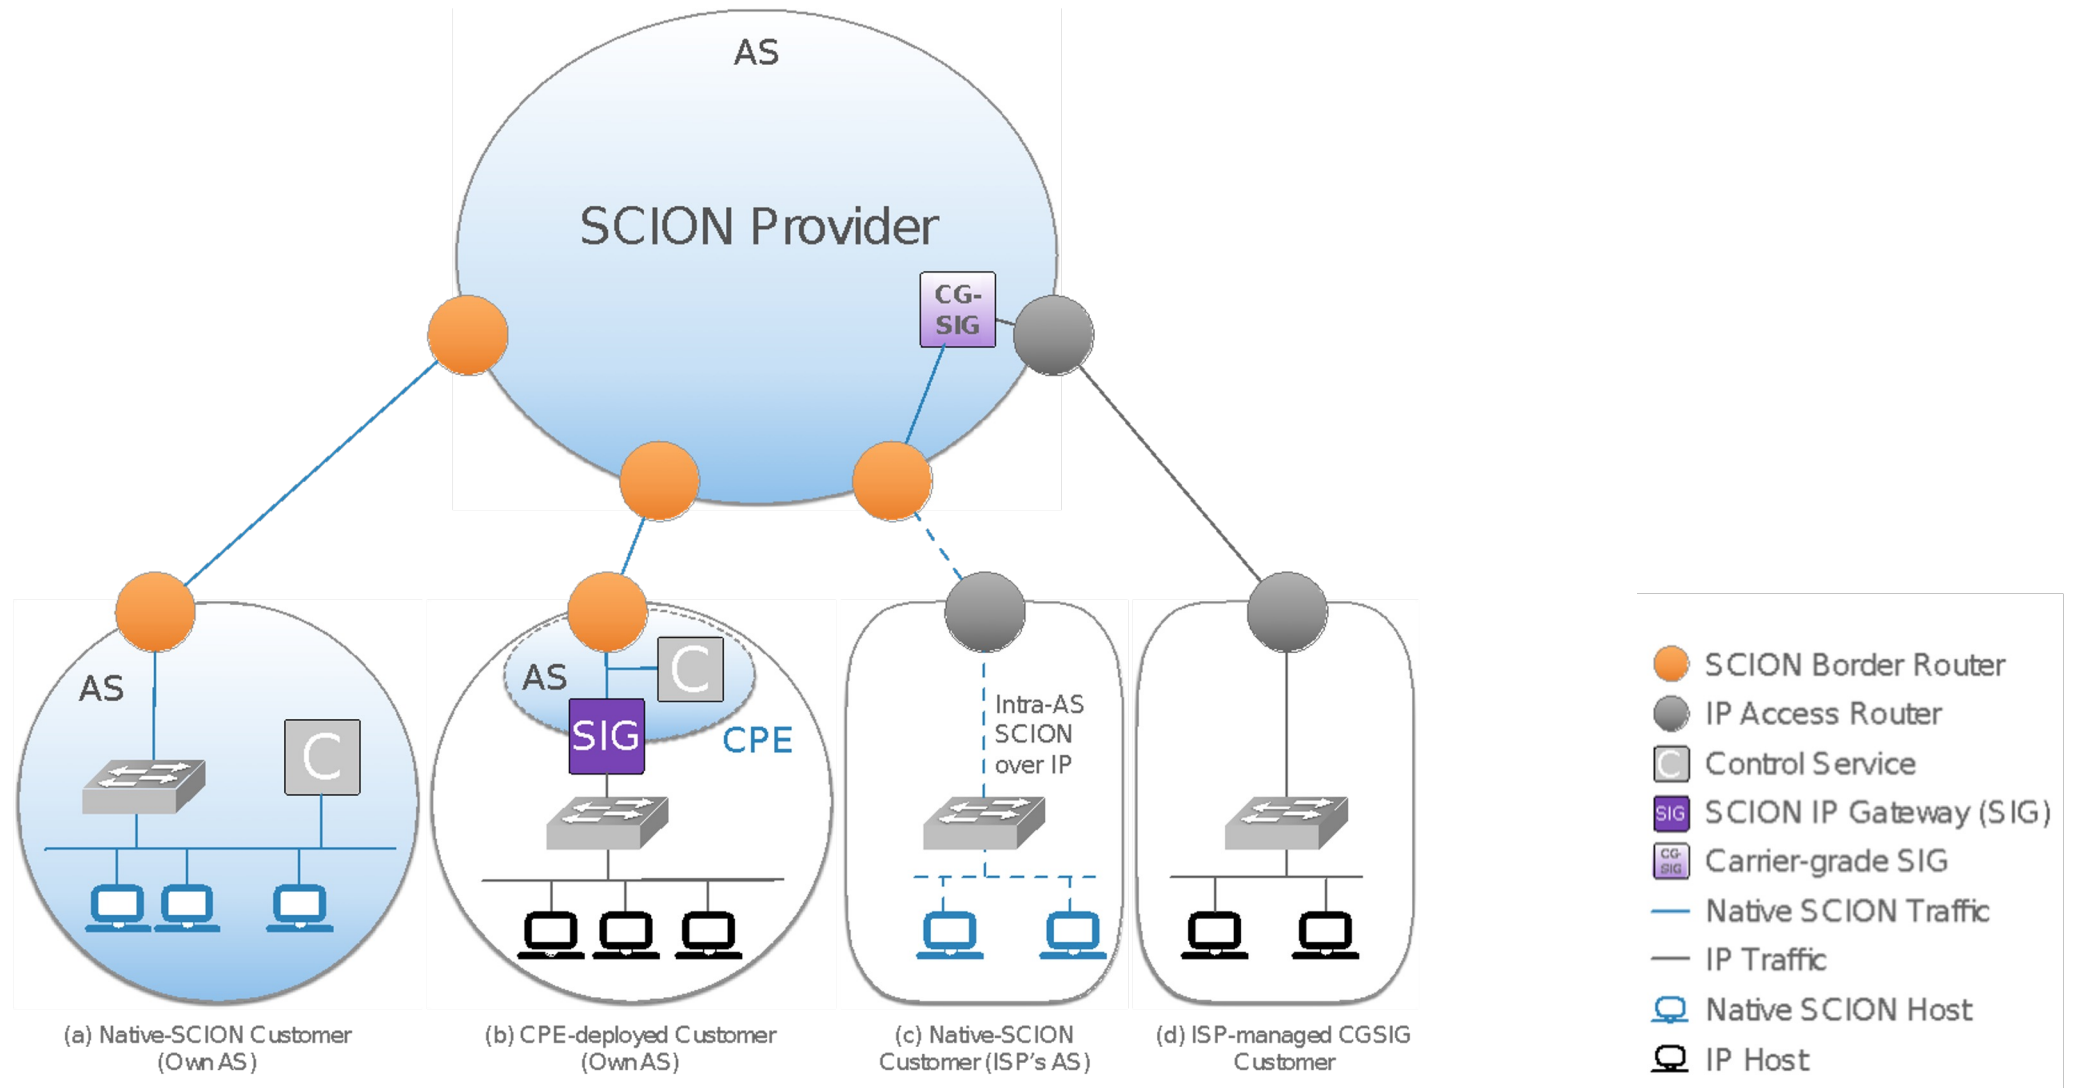 AS
SCION Provider
CG-
SIG
AS
C
AS
C
SIG
CPE
Intra-AS
SCION
over IP
(a) Native-SCION Customer
(Own AS)
(b) CPE-deployed Customer
(Own AS)
(c) Native-SCION
Customer (ISP's AS)
(d) ISP-managed CGSIG
Customer
SCION Border Router
IP Access Router
C Control Service
SIG SCION IP Gateway (SIG)
CG-
SIG
Carrier-grade SIG
Native SCION Traffic
IP Traffic
Native SCION Host
IP Host